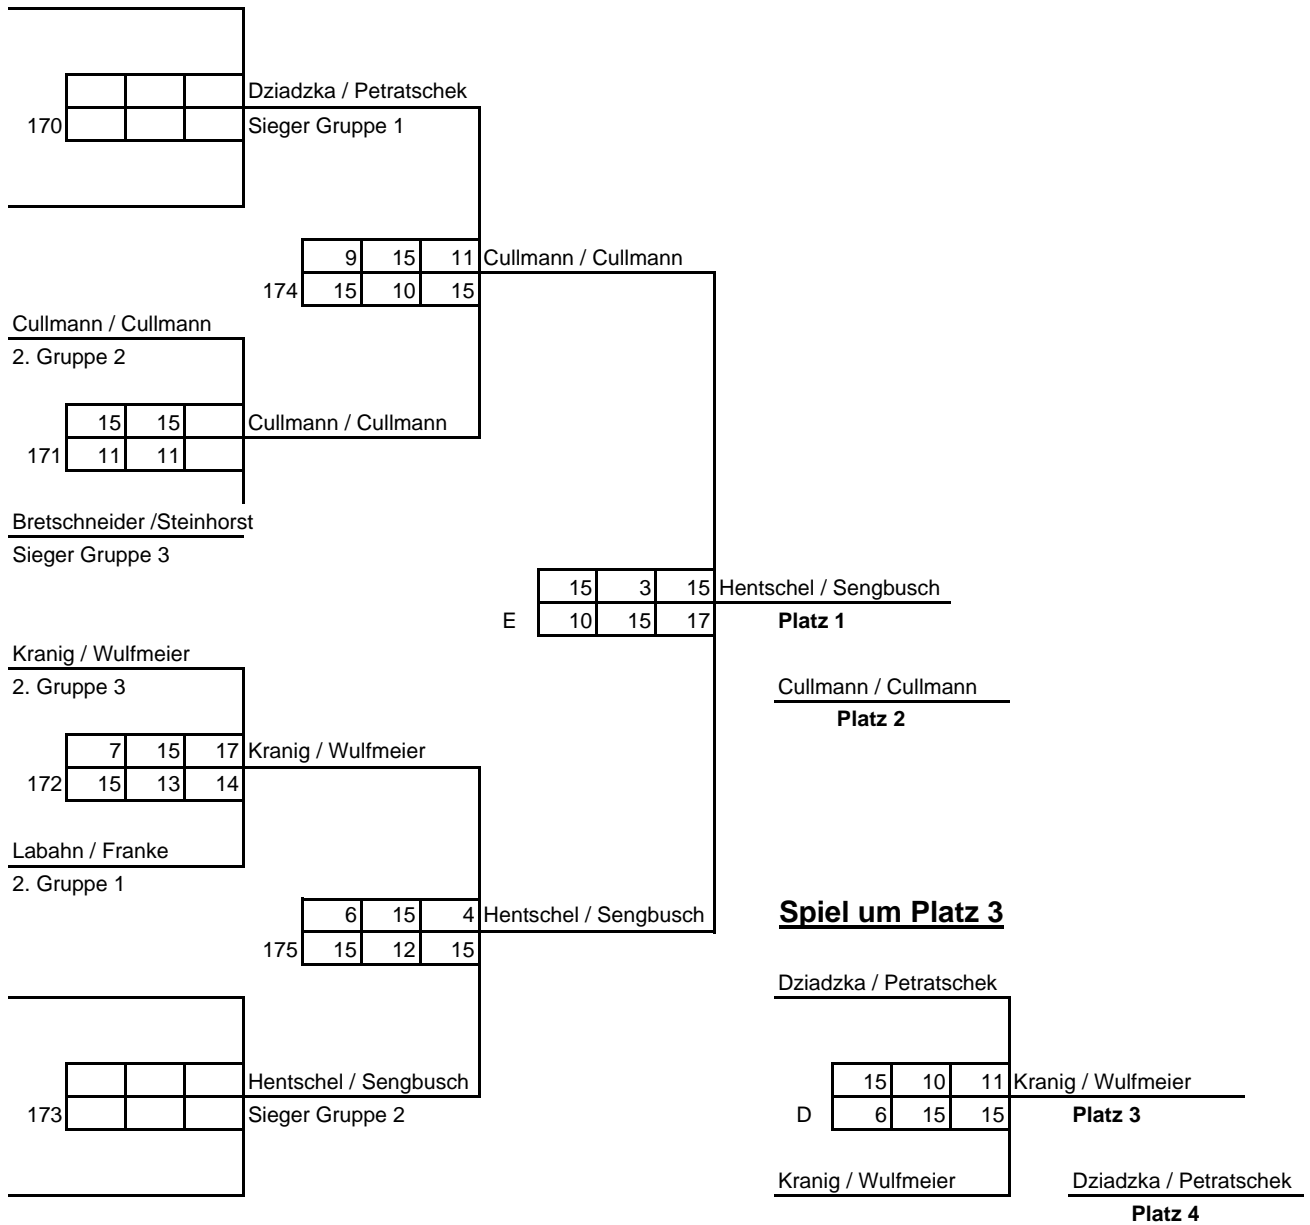 Dziadzka / Petratschek
170 Sieger Gruppe 1
9 15 11 Cullmann / Cullmann
174 15 10 15
Cullmann / Cullmann
2. Gruppe 2
15 15 Cullmann / Cullmann
171 11 11
Bretschneider /Steinhorst
Sieger Gruppe 3
15 3 15 Hentschel / Sengbusch
E 10 15 17 Platz 1
Kranig / Wulfmeier
2. Gruppe 3
Cullmann / Cullmann
Platz 2
7 15 17 Kranig / Wulfmeier
172 15 13 14
Labahn / Franke
2. Gruppe 1
6 15 4 Hentschel / Sengbusch
175 15 12 15
Spiel um Platz 3
Dziadzka / Petratschek
Hentschel / Sengbusch
173 Sieger Gruppe 2
15 10 11 Kranig / Wulfmeier
D 6 15 15 Platz 3
Kranig / Wulfmeier
Dziadzka / Petratschek
Platz 4